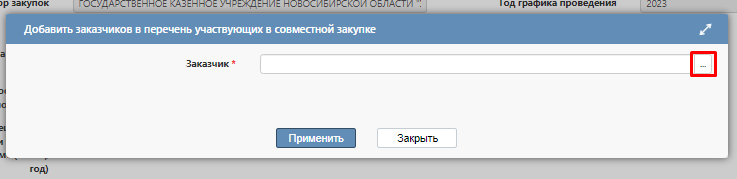 ор закупок ГОСУДАРСТВЕННОЕ КАЗЕННОЕ УЧРЕЖДЕНИЕ НОВОСИБИРСКОЙ ОБЛАСТИ "; Год графика проведения 2023
Добавить заказчиков в перечень участвующих в совместной закупке
Заказчик * ...
Применить Закрыть
год)